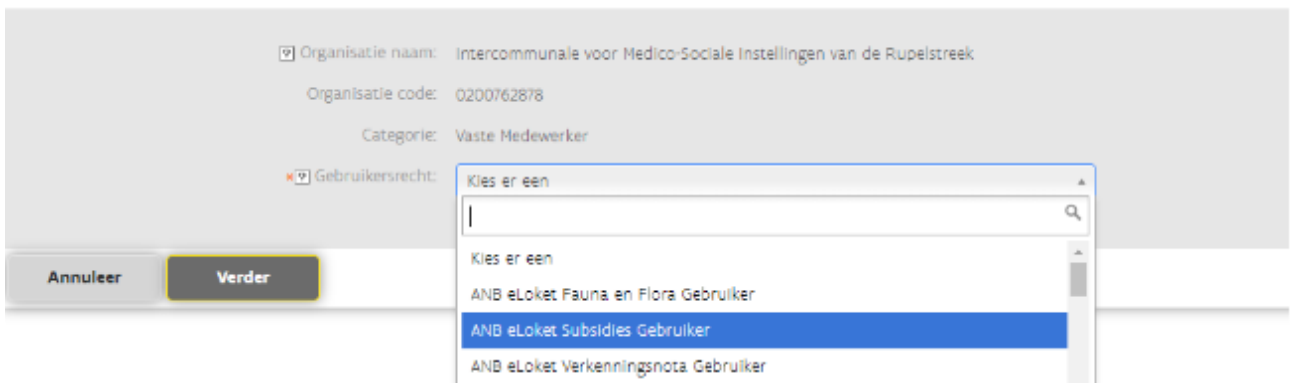 Organisatie naam: Intercommunale voor Medico-Sociale Instellingen van de Rupelstreek
Organisatie code: 0200762878
Categorie: Vaste Medewerker
Gebruikersrecht: Kies er een
Kies er een
ANB eLoket Fauna en Flora Gebruiker
ANB eLoket Subsidies Gebruiker
ANB eLoket Verkenningsnota Gebruiker
Annuleer Verder